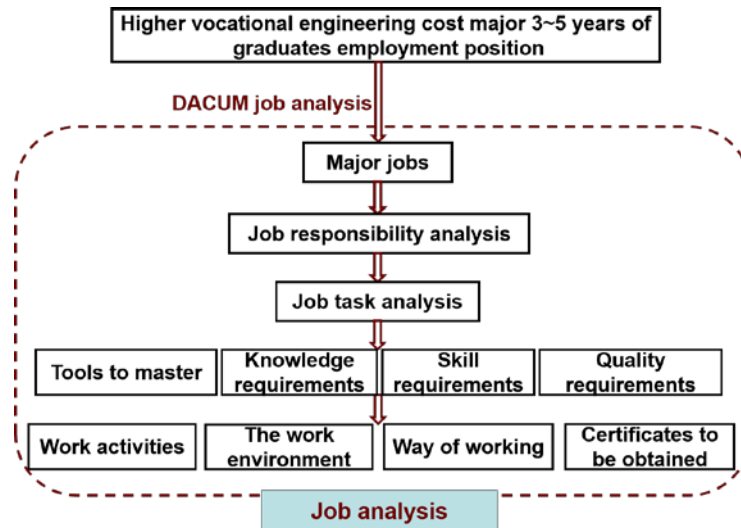 Higher vocational engineering cost major 3~5 years of
graduates employment position
DACUM job analysis
Major jobs
Job responsibility analysis
Job task analysis
Tools to master
Knowledge
requirements
Skill
requirements
Quality
requirements
Work activities
The work
environment
Way of working
Certificates to
be obtained
Job analysis